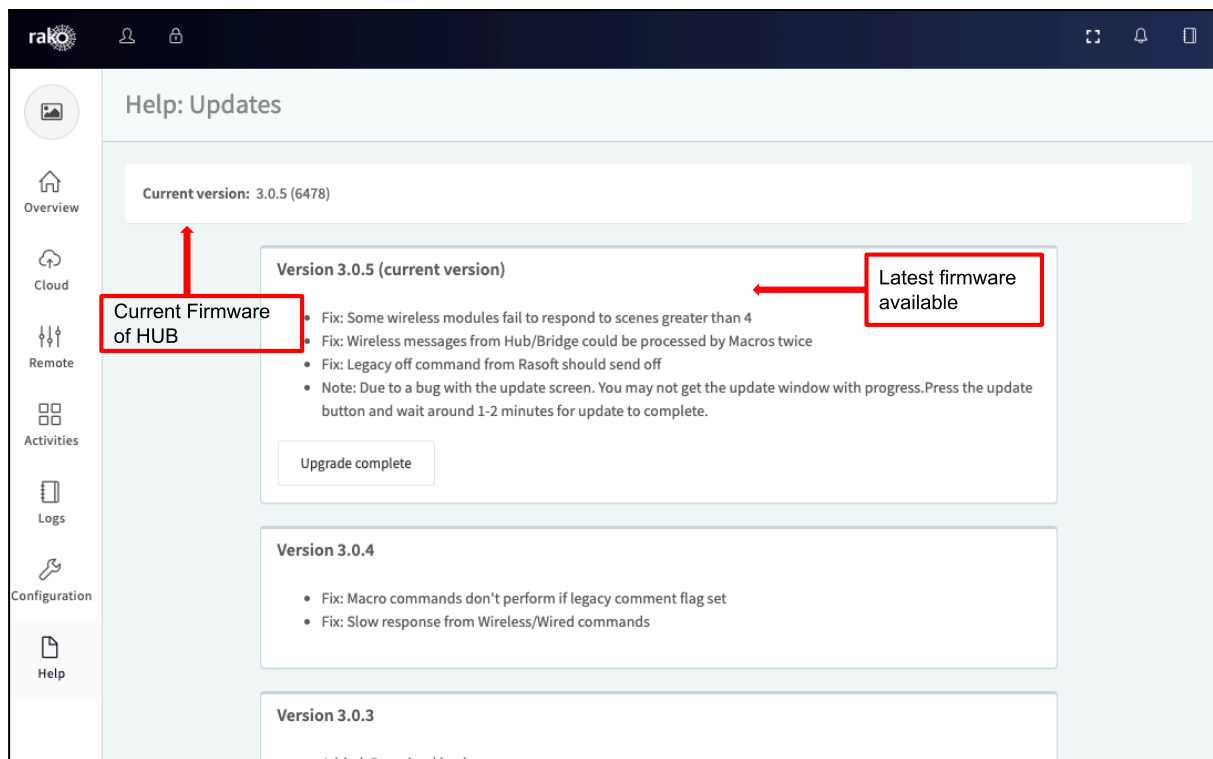 rako
Help: Updates
Overview
Cloud
Remote
Activities
Logs
Configuration
Help
Current version: 3.0.5 (6478)
Current Firmware
of HUB
Version 3.0.5 (current version)
Latest firmware
available
• Fix: Some wireless modules fail to respond to scenes greater than 4
• Fix: Wireless messages from Hub/Bridge could be processed by Macros twice
• Fix: Legacy off command from Rasoft should send off
• Note: Due to a bug with the update screen. You may not get the update window with progress.Press the update
button and wait around 1-2 minutes for update to complete.
Upgrade complete
Version 3.0.4
• Fix: Macro commands don't perform if legacy comment flag set
• Fix: Slow response from Wireless/Wired commands
Version 3.0.3